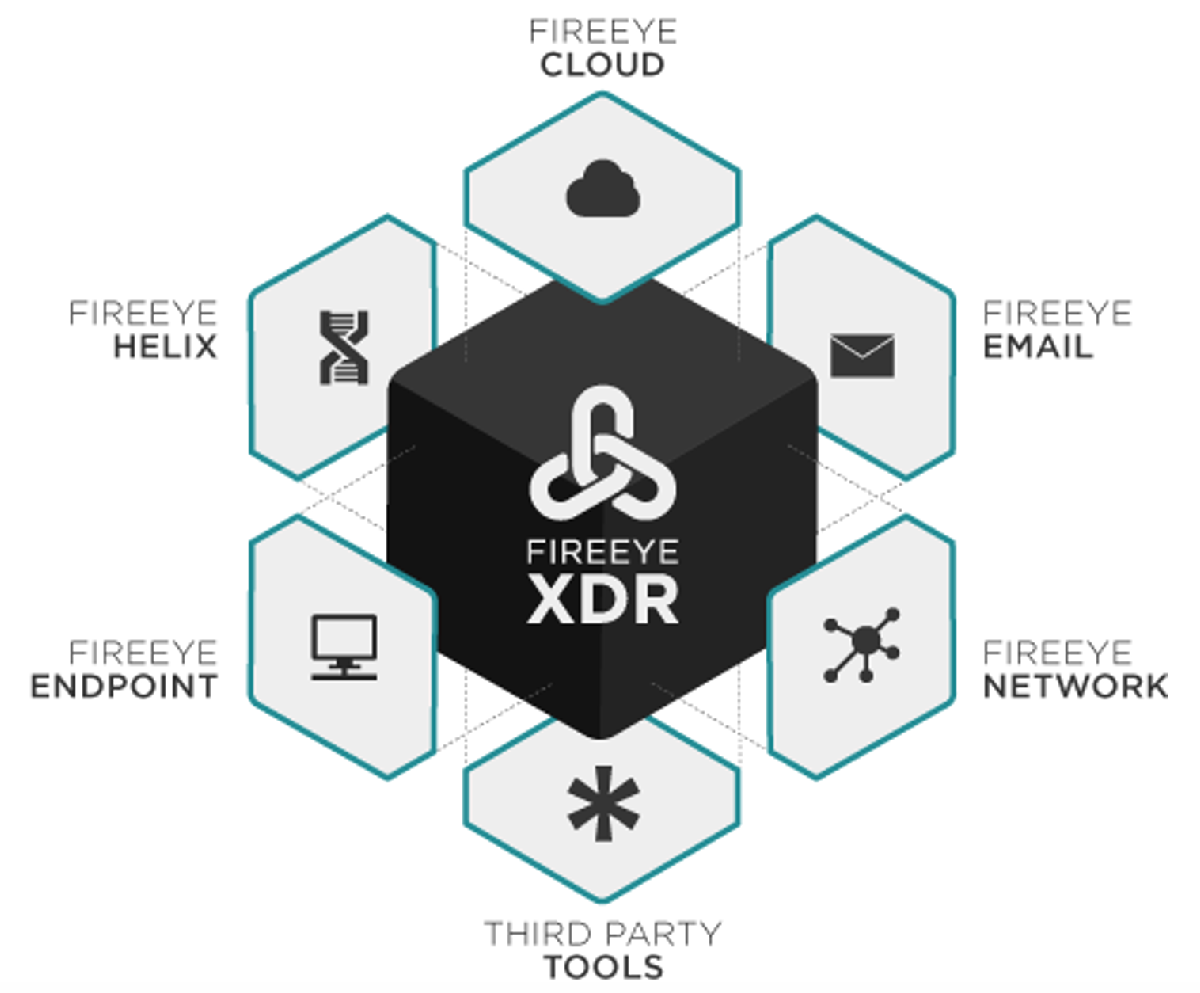 FIREEYE
CLOUD
FIREEYE
HELIX
FIREEYE
EMAIL
FIREEYE
XDR
FIREEYE
ENDPOINT
FIREEYE
NETWORK
THIRD PARTY
TOOLS